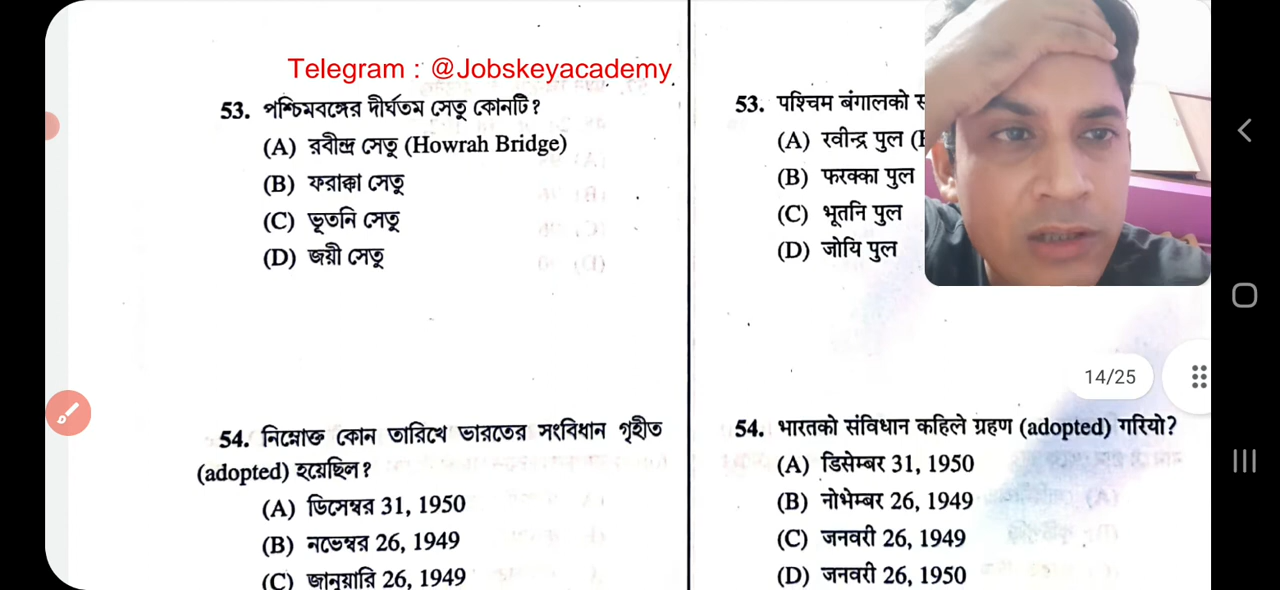 Telegram : @Jobskeyacademy
53. পশ্চিমবঙ্গের দীর্ঘতম সেতু কোনটি?
(A) রবীন্দ্র সেতু (Howrah Bridge)
(B) ফরাক্কা সেতু
(C) ভূতনি সেতু
(D) জয়ী সেতু
54. নিম্নোক্ত কোন তারিখে ভারতের সংবিধান গৃহীত
(adopted) হয়েছিল?
(A) ডিসেম্বর 31, 1950
(B) নভেম্বর 26, 1949
(C) জানুয়ারি 26, 1949
53. पश्चिम बंगालको
(A) रवीन्द्र पुल
(B) फरक्का पुल
(C) भूतनि पुल
(D) जोयि पुल
14/25
54. भारतको संविधान कहिले ग्रहण (adopted) गरियो?
(A) डिसेम्बर 31, 1950
(B) नोभेम्बर 26, 1949
(C) जनवरी 26, 1949
(D) जनवरी 26, 1950